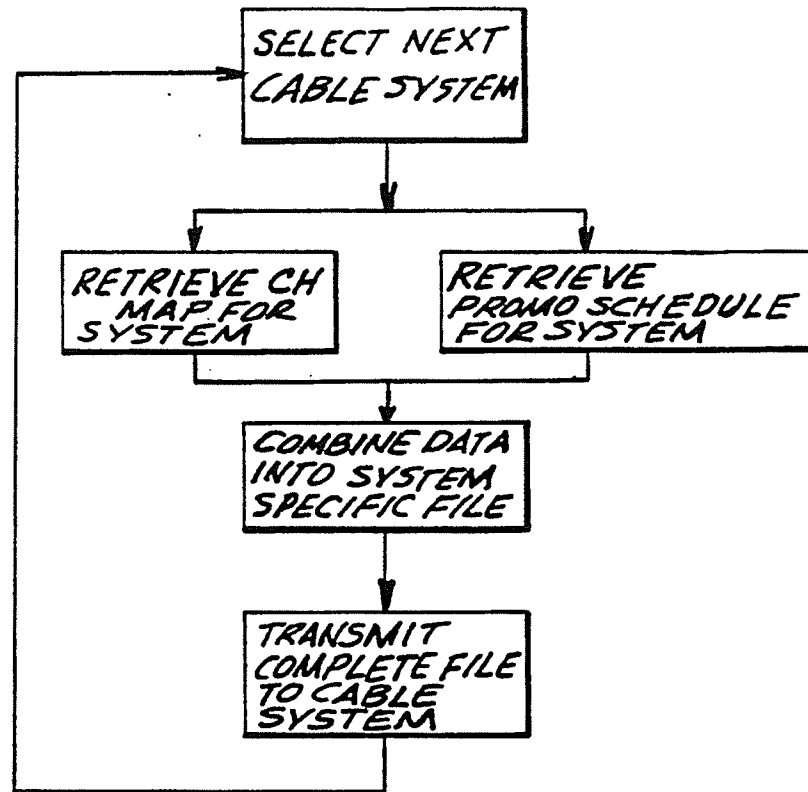 SELECT NEXT
CABLE SYSTEM
RETRIEVE CH
MAP FOR
SYSTEM
RETRIEVE
PROMO SCHEDULE
FOR SYSTEM
COMBINE DATA
INTO SYSTEM
SPECIFIC FILE
TRANSMIT
COMPLETE FILE
TO CABLE
SYSTEM